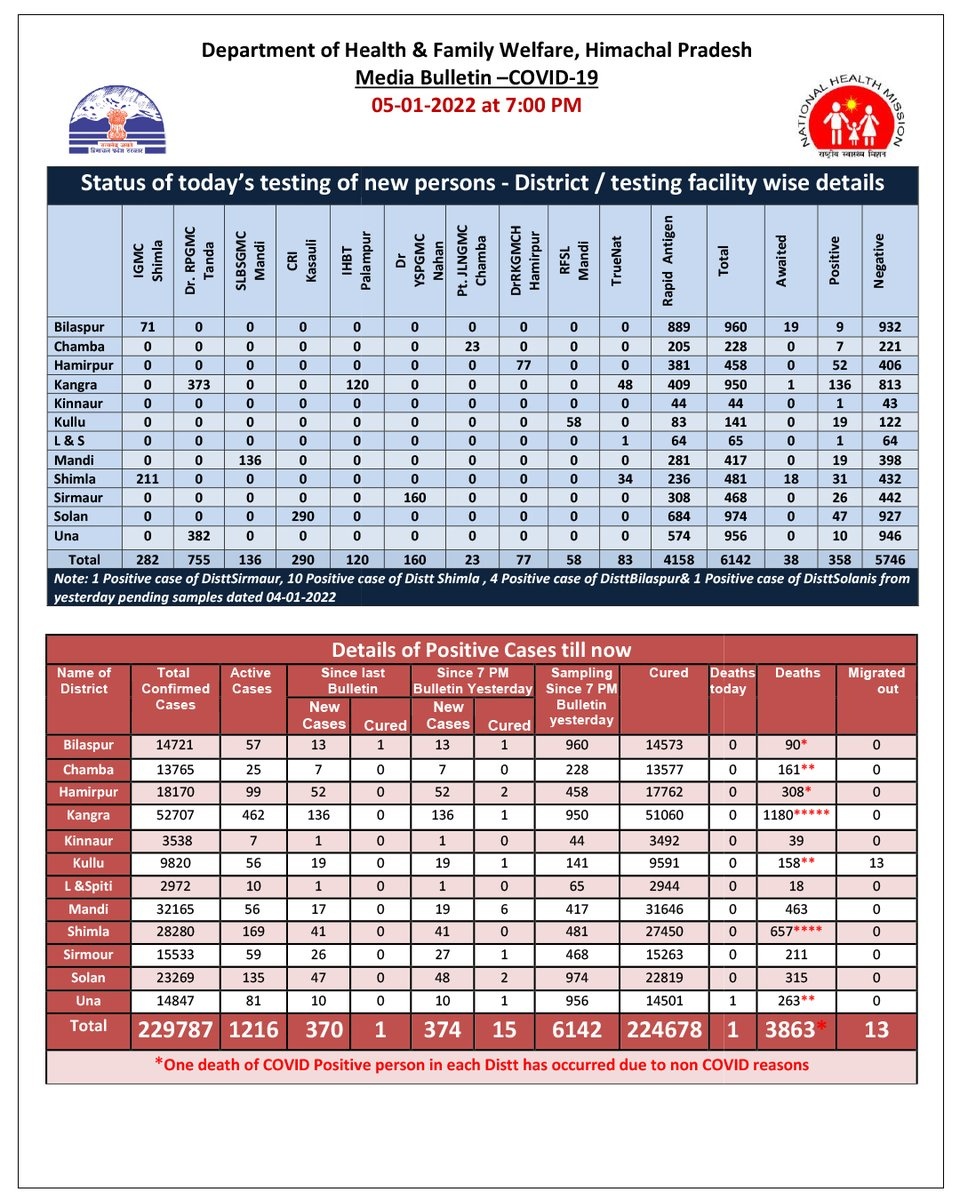 Department of Health & Family Welfare, Himachal Pradesh
Media Bulletin –COVID-19
05-01-2022 at 7:00 PM
सत्यमेव जयते
हिमाचल प्रदेश सरकार
NATIONAL HEALTH MISSION
राष्ट्रीय स्वास्थ्य मिशन
Status of today's testing of new persons - District / testing facility wise details
IGMC Shimla Dr. RPGMC Tanda SLBSGMC Mandi CRI Kasauli IHBT Palampur Dr YSPGMC Nahan Pt. JLNGMC Chamba DrRKGMCH Hamirpur RFSL Mandi TrueNat Rapid Antigen Total Awaited Positive Negative
Bilaspur 71 0 0 0 0 0 0 0 0 0 889 960 19 9 932
Chamba 0 0 0 0 0 0 23 0 0 0 205 228 0 7 221
Hamirpur 0 0 0 0 0 0 0 77 0 0 381 458 0 52 406
Kangra 0 373 0 0 120 0 0 0 0 48 409 950 1 136 813
Kinnaur 0 0 0 0 0 0 0 0 0 0 44 44 0 1 43
Kullu 0 0 0 0 0 0 0 0 58 0 83 141 0 19 122
L & S 0 0 0 0 0 0 0 0 0 1 64 65 0 1 64
Mandi 0 0 136 0 0 0 0 0 0 0 281 417 0 19 398
Shimla 211 0 0 0 0 0 0 0 0 34 236 481 18 31 432
Sirmaur 0 0 0 0 0 160 0 0 0 0 308 468 0 26 442
Solan 0 0 0 290 0 0 0 0 0 0 684 974 0 47 927
Una 0 382 0 0 0 0 0 0 0 0 574 956 0 10 946
Total 282 755 136 290 120 160 23 77 58 83 4158 6142 38 358 5746
Note: 1 Positive case of DisttSirmaur, 10 Positive case of Distt Shimla , 4 Positive case of DisttBilaspur& 1 Positive case of DisttSolanis from
yesterday pending samples dated 04-01-2022
Details of Positive Cases till now
Name of District Total Confirmed Cases Active Cases Since last Bulletin Since 7 PM Bulletin Yesterday Sampling Since 7 PM Bulletin yesterday Cured Deaths today Deaths Migrated out
New Cases Cured New Cases Cured
Bilaspur 14721 57 13 1 13 1 960 14573 0 90* 0
Chamba 13765 25 7 0 7 0 228 13577 0 161** 0
Hamirpur 18170 99 52 0 52 2 458 17762 0 308* 0
Kangra 52707 462 136 0 136 1 950 51060 0 1180***** 0
Kinnaur 3538 7 1 0 1 0 44 3492 0 39 0
Kullu 9820 56 19 0 19 1 141 9591 0 158** 13
L &Spiti 2972 10 1 0 1 0 65 2944 0 18 0
Mandi 32165 56 17 0 19 6 417 31646 0 463 0
Shimla 28280 169 41 0 41 0 481 27450 0 657**** 0
Sirmour 15533 59 26 0 27 1 468 15263 0 211 0
Solan 23269 135 47 0 48 2 974 22819 0 315 0
Una 14847 81 10 0 10 1 956 14501 1 263** 0
Total 229787 1216 370 1 374 15 6142 224678 1 3863* 13
*One death of COVID Positive person in each Distt has occurred due to non COVID reasons